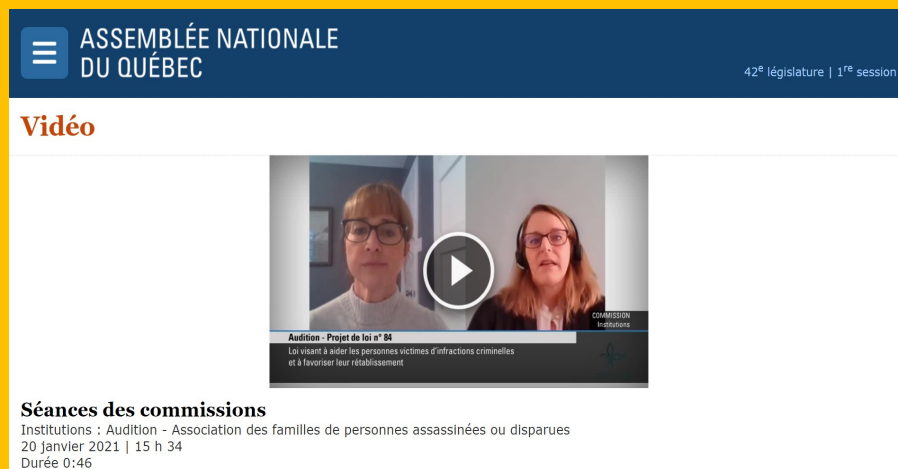 ASSEMBLÉE NATIONALE
DU QUÉBEC
42e législature | 1re session
Vidéo
COMMISSION
Institutions
Audition - Projet de loi n° 84
Loi visant à aider les personnes victimes d'infractions criminelles
et à favoriser leur rétablissement
Séances des commissions
Institutions : Audition - Association des familles de personnes assassinées ou disparues
20 janvier 2021 | 15 h 34
Durée 0:46